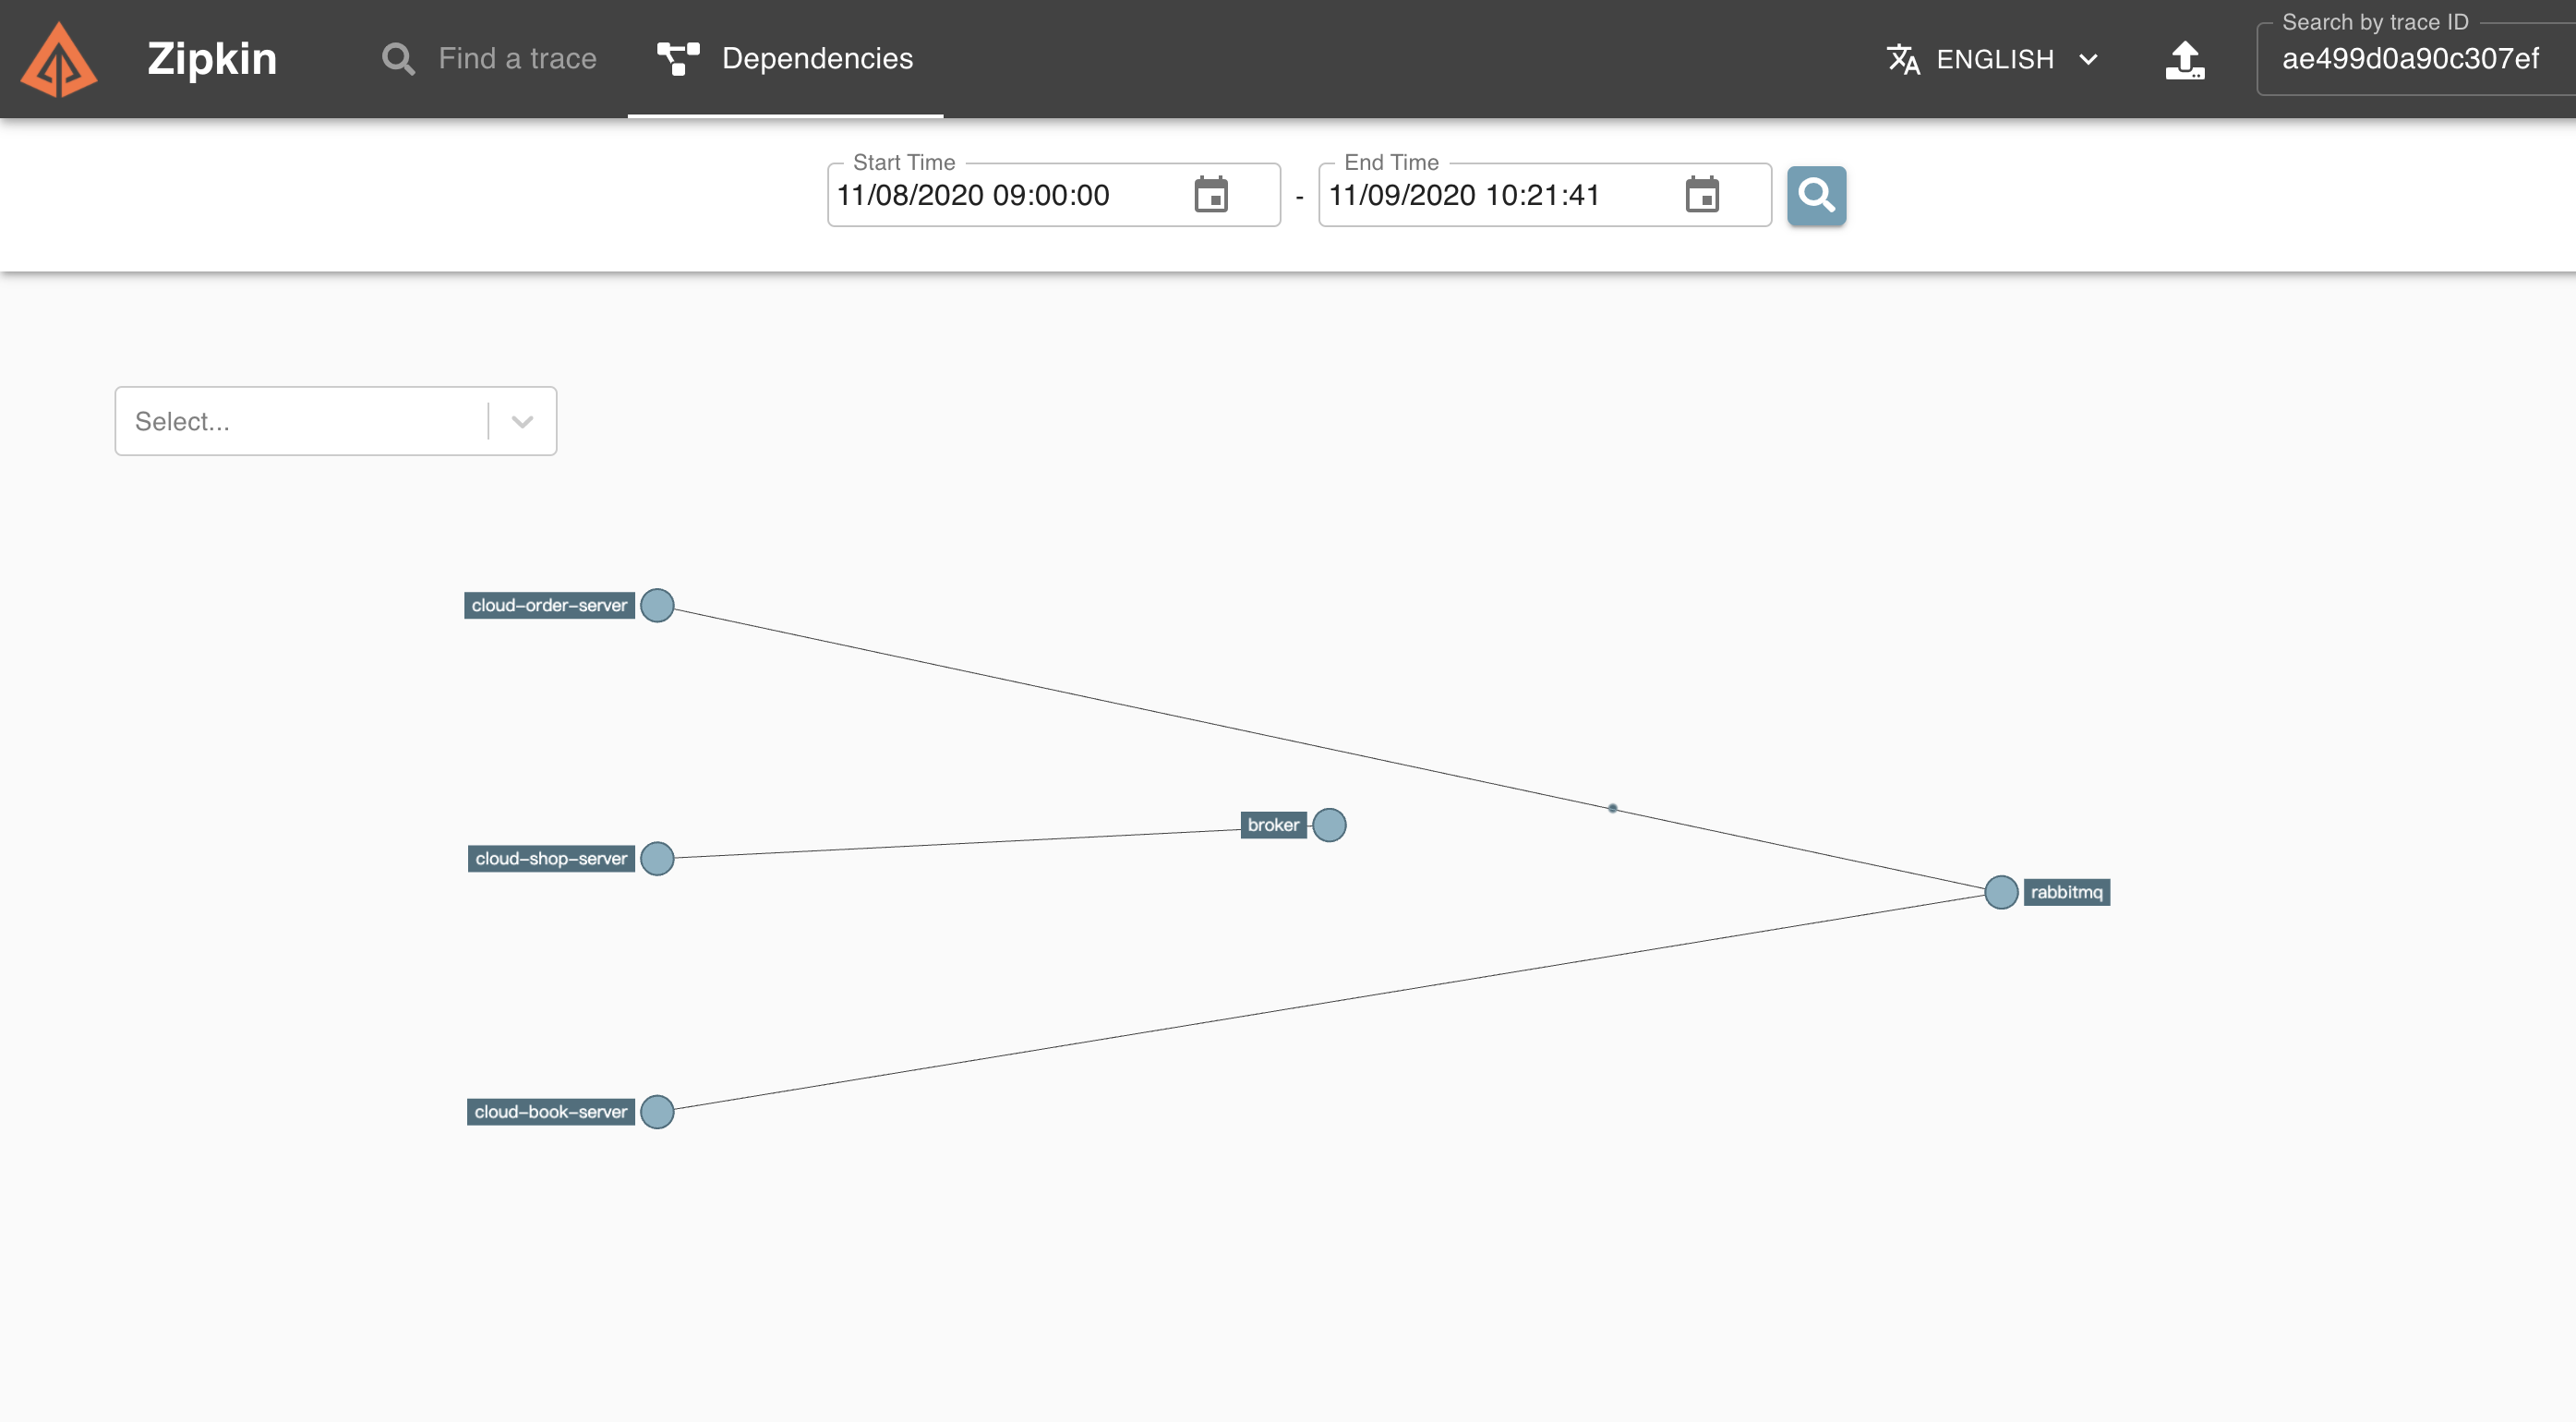 Zipkin
Find a trace
Dependencies
ENGLISH
Search by trace ID
ae499d0a90c307ef
Start Time
11/08/2020 09:00:00
-
End Time
11/09/2020 10:21:41
Select...
cloud-order-server
broker
cloud-shop-server
rabbitmq
cloud-book-server